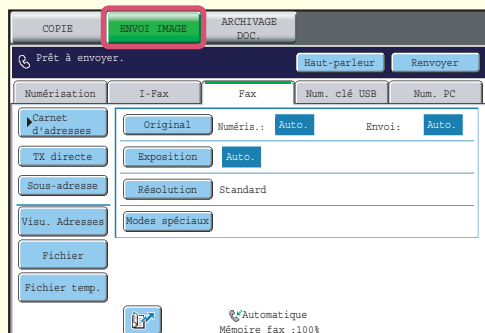 COPIE
ENVOI IMAGE
ARCHIVAGE
DOC.
Prêt à envoyer.
Haut-parleur
Renvoyer
Numérisation
I-Fax
Fax
Num. clé USB
Num. PC
Carnet
d'adresses
Original
Numéris.:
Auto.
Envoi:
Auto.
TX directe
Exposition
Auto.
Sous-adresse
Résolution
Standard
Visu. Adresses
Modes spéciaux
Fichier
Fichier temp.
Automatique
Mémoire fax :100%